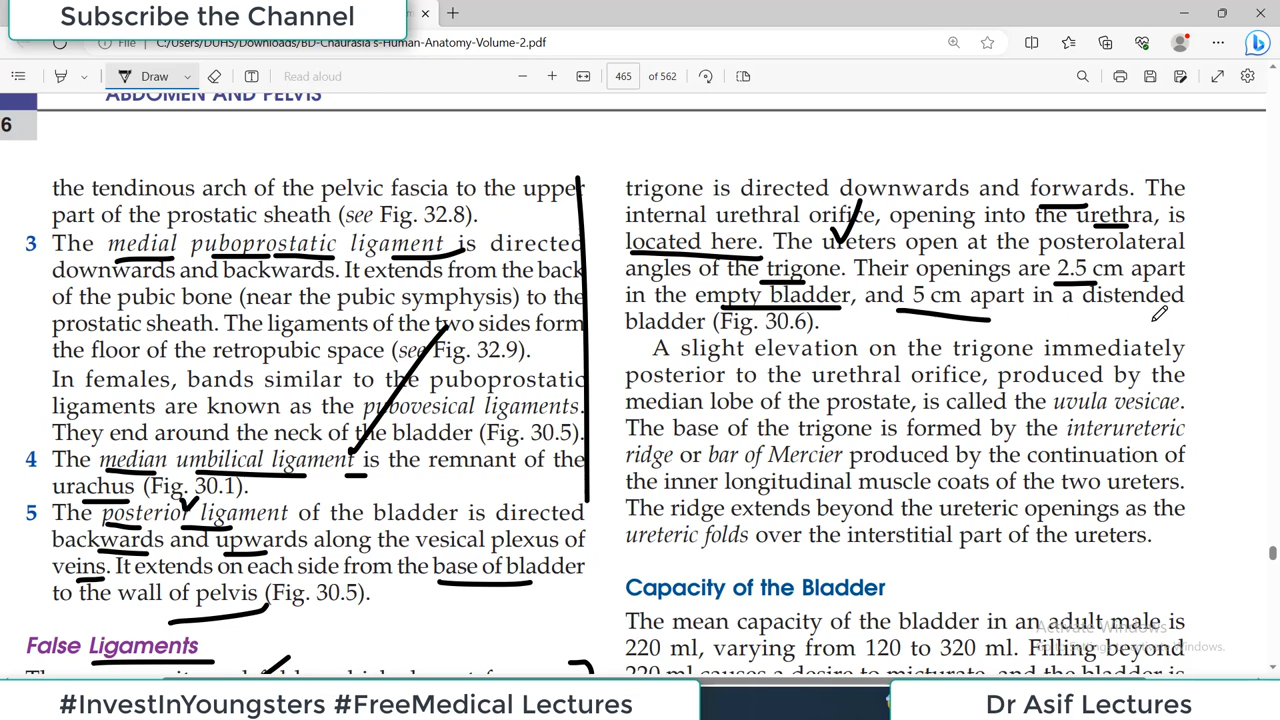 Subscribe the Channel
File
C:/Users/DUHS/Downloads/BD-Chaurasia's-Human-Anatomy-Volume-2.pdf
Draw
Read aloud
465
of 562
ABDOMEN AND PELVIS
6
the tendinous arch of the pelvic fascia to the upper
part of the prostatic sheath (see Fig. 32.8).
3 The medial puboprostatic ligament is directed
downwards and backwards. It extends from the back
of the pubic bone (near the pubic symphysis) to the
prostatic sheath. The ligaments of the two sides form
the floor of the retropubic space (see Fig. 32.9).
In females, bands similar to the puboprostatic
ligaments are known as the pubovesical ligaments.
They end around the neck of the bladder (Fig. 30.5).
4 The median umbilical ligament is the remnant of the
urachus (Fig. 30.1).
5 The posterior ligament of the bladder is directed
backwards and upwards along the vesical plexus of
veins. It extends on each side from the base of bladder
to the wall of pelvis (Fig. 30.5).
False Ligaments
trigone is directed downwards and forwards. The
internal urethral orifice, opening into the urethra, is
located here. The ureters open at the posterolateral
angles of the trigone. Their openings are 2.5 cm apart
in the empty bladder, and 5 cm apart in a distended
bladder (Fig. 30.6).
A slight elevation on the trigone immediately
posterior to the urethral orifice, produced by the
median lobe of the prostate, is called the uvula vesicae.
The base of the trigone is formed by the interureteric
ridge or bar of Mercier produced by the continuation of
the inner longitudinal muscle coats of the two ureters.
The ridge extends beyond the ureteric openings as the
ureteric folds over the interstitial part of the ureters.
Capacity of the Bladder
The mean capacity of the bladder in an adult male is
220 ml, varying from 120 to 320 ml. Filling beyond
220 ml causes a desire to micturate, and the bladder is
Activate Windows
#InvestInYoungsters #FreeMedical Lectures
Dr Asif Lectures